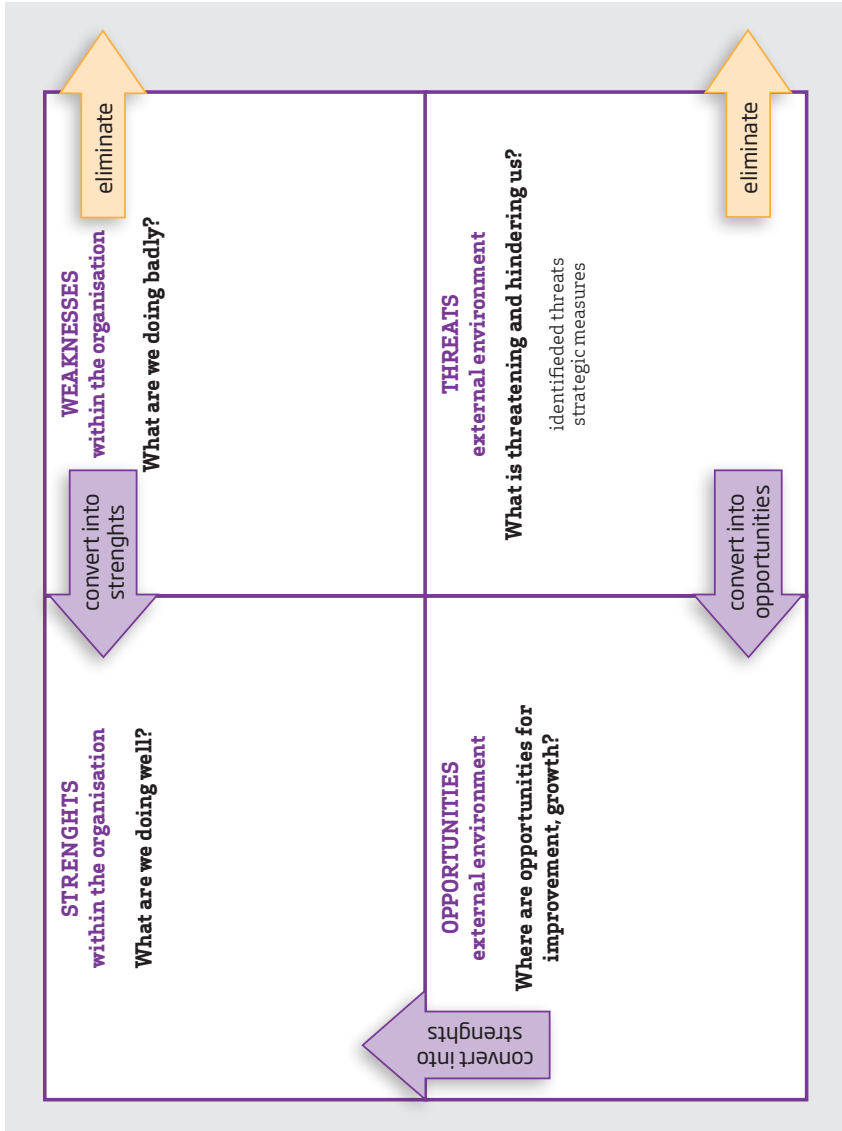 STRENGHTS
within the organisation
What are we doing well?
convert into
strenghts
WEAKNESSES
within the organisation
What are we doing badly?
eliminate
convert into
strenghts
OPPORTUNITIES
external environment
Where are opportunities for
improvement, growth?
convert into
opportunities
THREATS
external environment
What is threatening and hindering us?
identifieded threats
strategic measures
eliminate